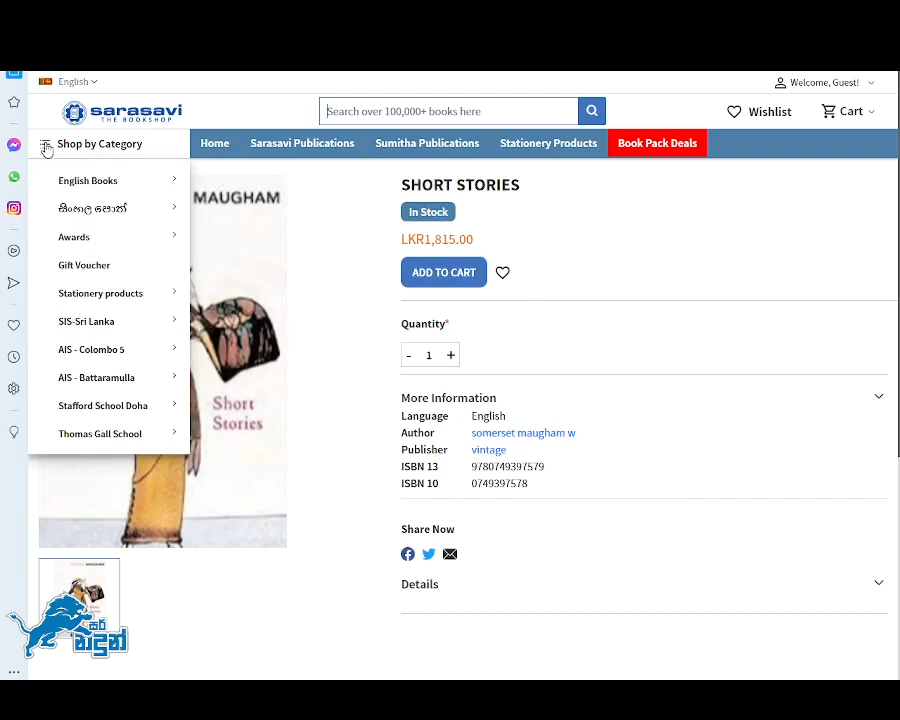 English
Welcome, Guest!
sarasavi
THE BOOKSHOP
Search over 100,000+ books here
Wishlist
Cart
Shop by Category
Home
Sarasavi Publications
Sumitha Publications
Stationery Products
Book Pack Deals
English Books
සිංහල පොත්
Awards
Gift Voucher
Stationery products
SIS-Sri Lanka
AIS - Colombo 5
AIS - Battaramulla
Stafford School Doha
Thomas Gall School
MAUGHAM
Short
Stories
SHORT STORIES
In Stock
LKR1,815.00
ADD TO CART
Quantity*
- 1 +
More Information
Language English
Author somerset maugham w
Publisher vintage
ISBN 13 9780749397579
ISBN 10 0749397578
Share Now
Details
MAUGHAM
සර්
නදුන්